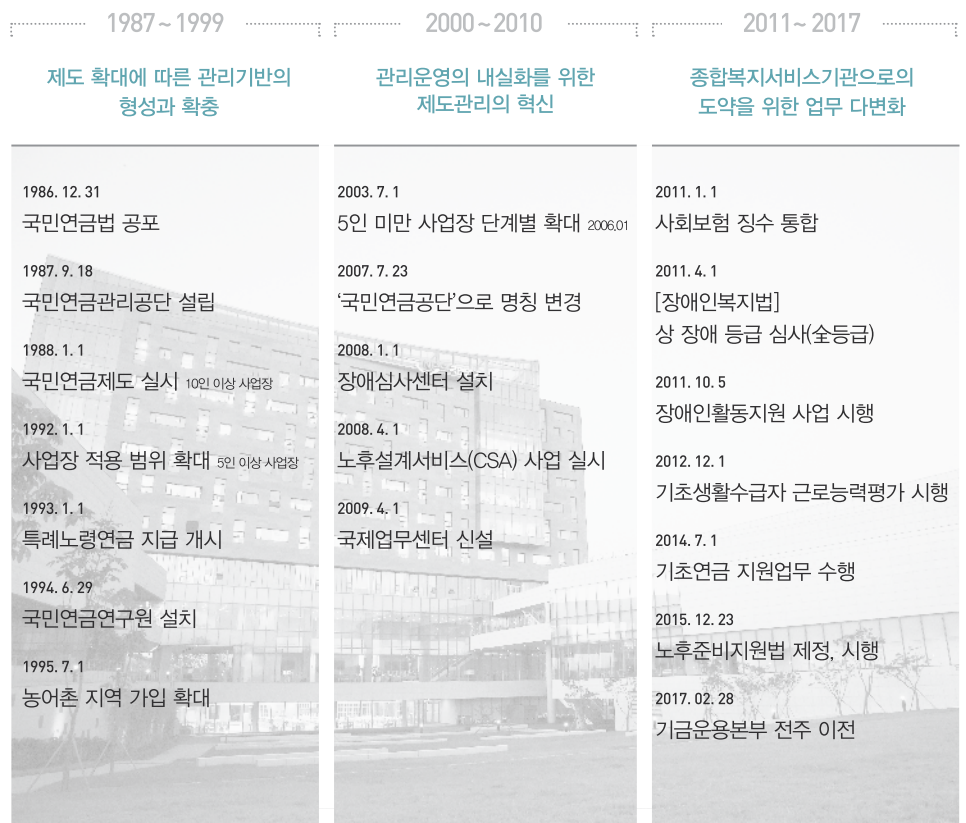 1987~1999
제도 확대에 따른 관리기반의
형성과 확충
1986. 12. 31
국민연금법 공포
1987. 9. 18
국민연금관리공단 설립
1988. 1. 1
국민연금제도 실시 10인 이상 사업장
1992. 1. 1
사업장 적용 범위 확대 5인 이상 사업장
1993. 1. 1
특례노령연금 지급 개시
1994. 6. 29
국민연금연구원 설치
1995. 7. 1
농어촌 지역 가입 확대
2000~2010
관리운영의 내실화를 위한
제도관리의 혁신
2003. 7. 1
5인 미만 사업장 단계별 확대 2006.01
2007. 7. 23
‘국민연금공단’으로 명칭 변경
2008. 1. 1
장애심사센터 설치
2008. 4. 1
노후설계서비스(CSA) 사업 실시
2009. 4. 1
국제업무센터 신설
2011~2017
종합복지서비스기관으로의
도약을 위한 업무 다변화
2011. 1. 1
사회보험 징수 통합
2011. 4. 1
[장애인복지법]
상 장애 등급 심사(全등급)
2011. 10. 5
장애인활동지원 사업 시행
2012. 12. 1
기초생활수급자 근로능력평가 시행
2014. 7. 1
기초연금 지원업무 수행
2015. 12. 23
노후준비지원법 제정, 시행
2017. 02. 28
기금운용본부 전주 이전